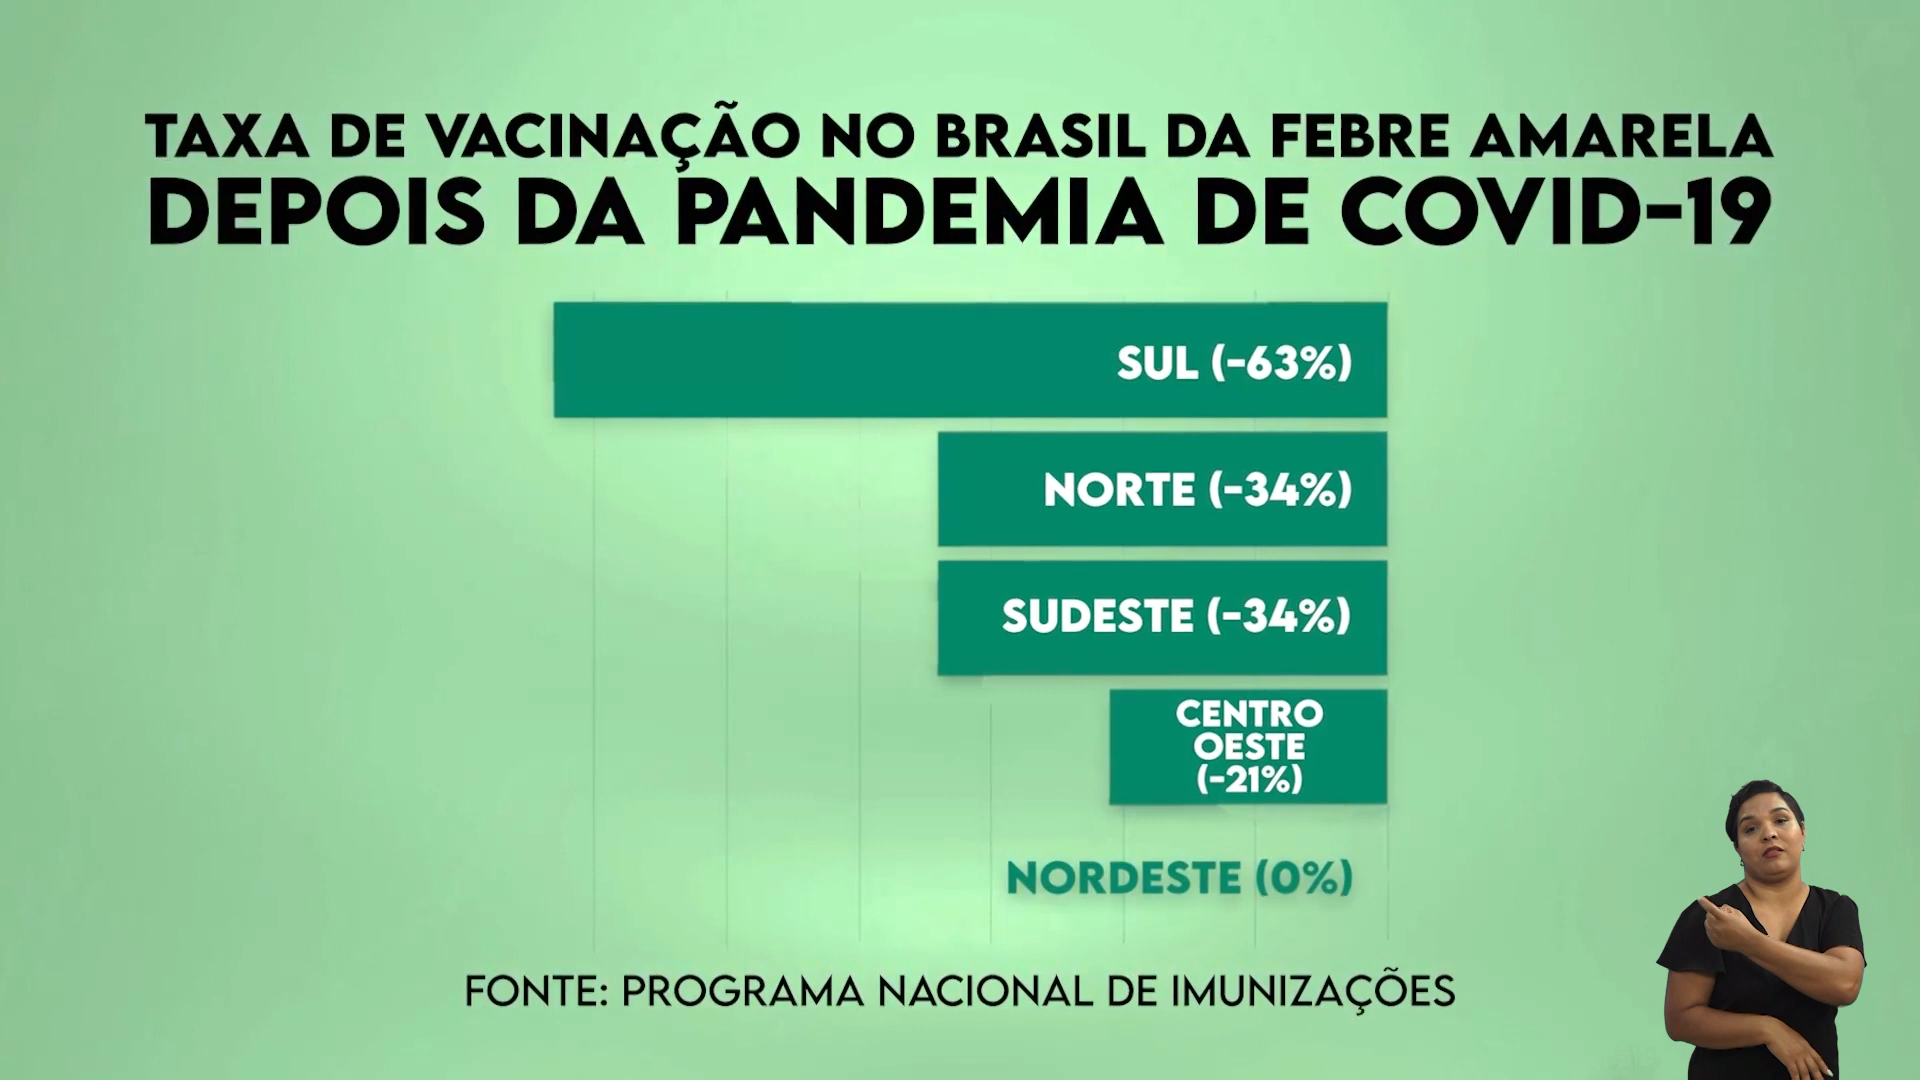 TAXA DE VACINAÇÃO NO BRASIL DA FEBRE AMARELA
DEPOIS DA PANDEMIA DE COVID-19
SUL (-63%)
NORTE (-34%)
SUDESTE (-34%)
CENTRO
OESTE
(-21%)
NORDESTE (0%)
FONTE: PROGRAMA NACIONAL DE IMUNIZAÇÕES